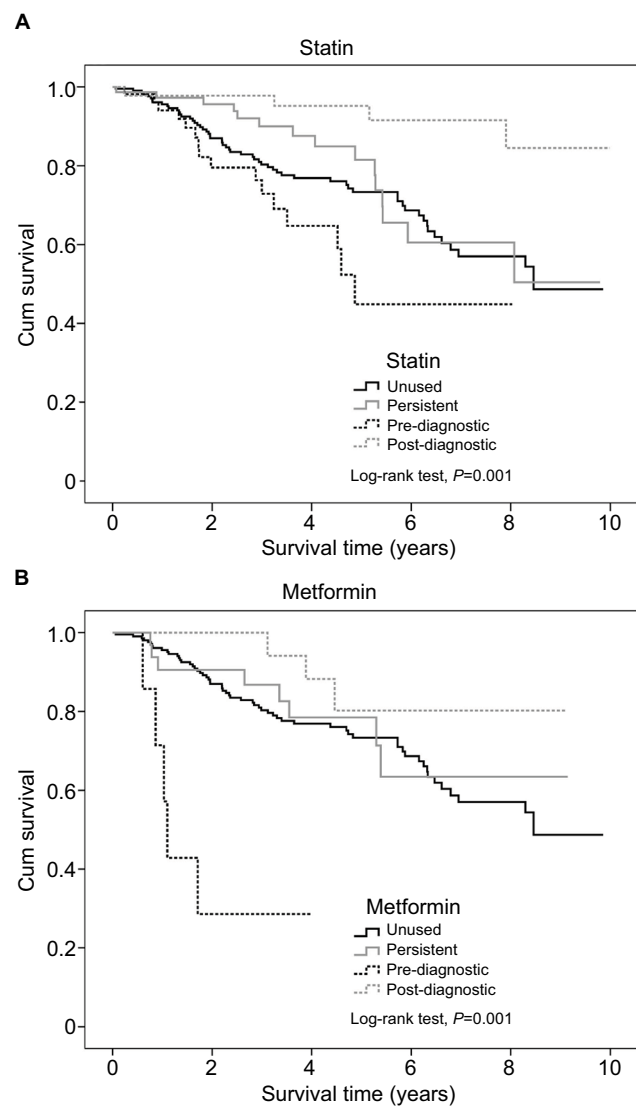 A
Statin
1.0
0.8
0.6
0.4
0.2
0
Cum survival
Statin
Unused
Persistent
Pre-diagnostic
Post-diagnostic
Log-rank test, P=0.001
0 2 4 6 8 10
Survival time (years)
B
Metformin
1.0
0.8
0.6
0.4
0.2
0
Cum survival
Metformin
Unused
Persistent
Pre-diagnostic
Post-diagnostic
Log-rank test, P=0.001
0 2 4 6 8 10
Survival time (years)